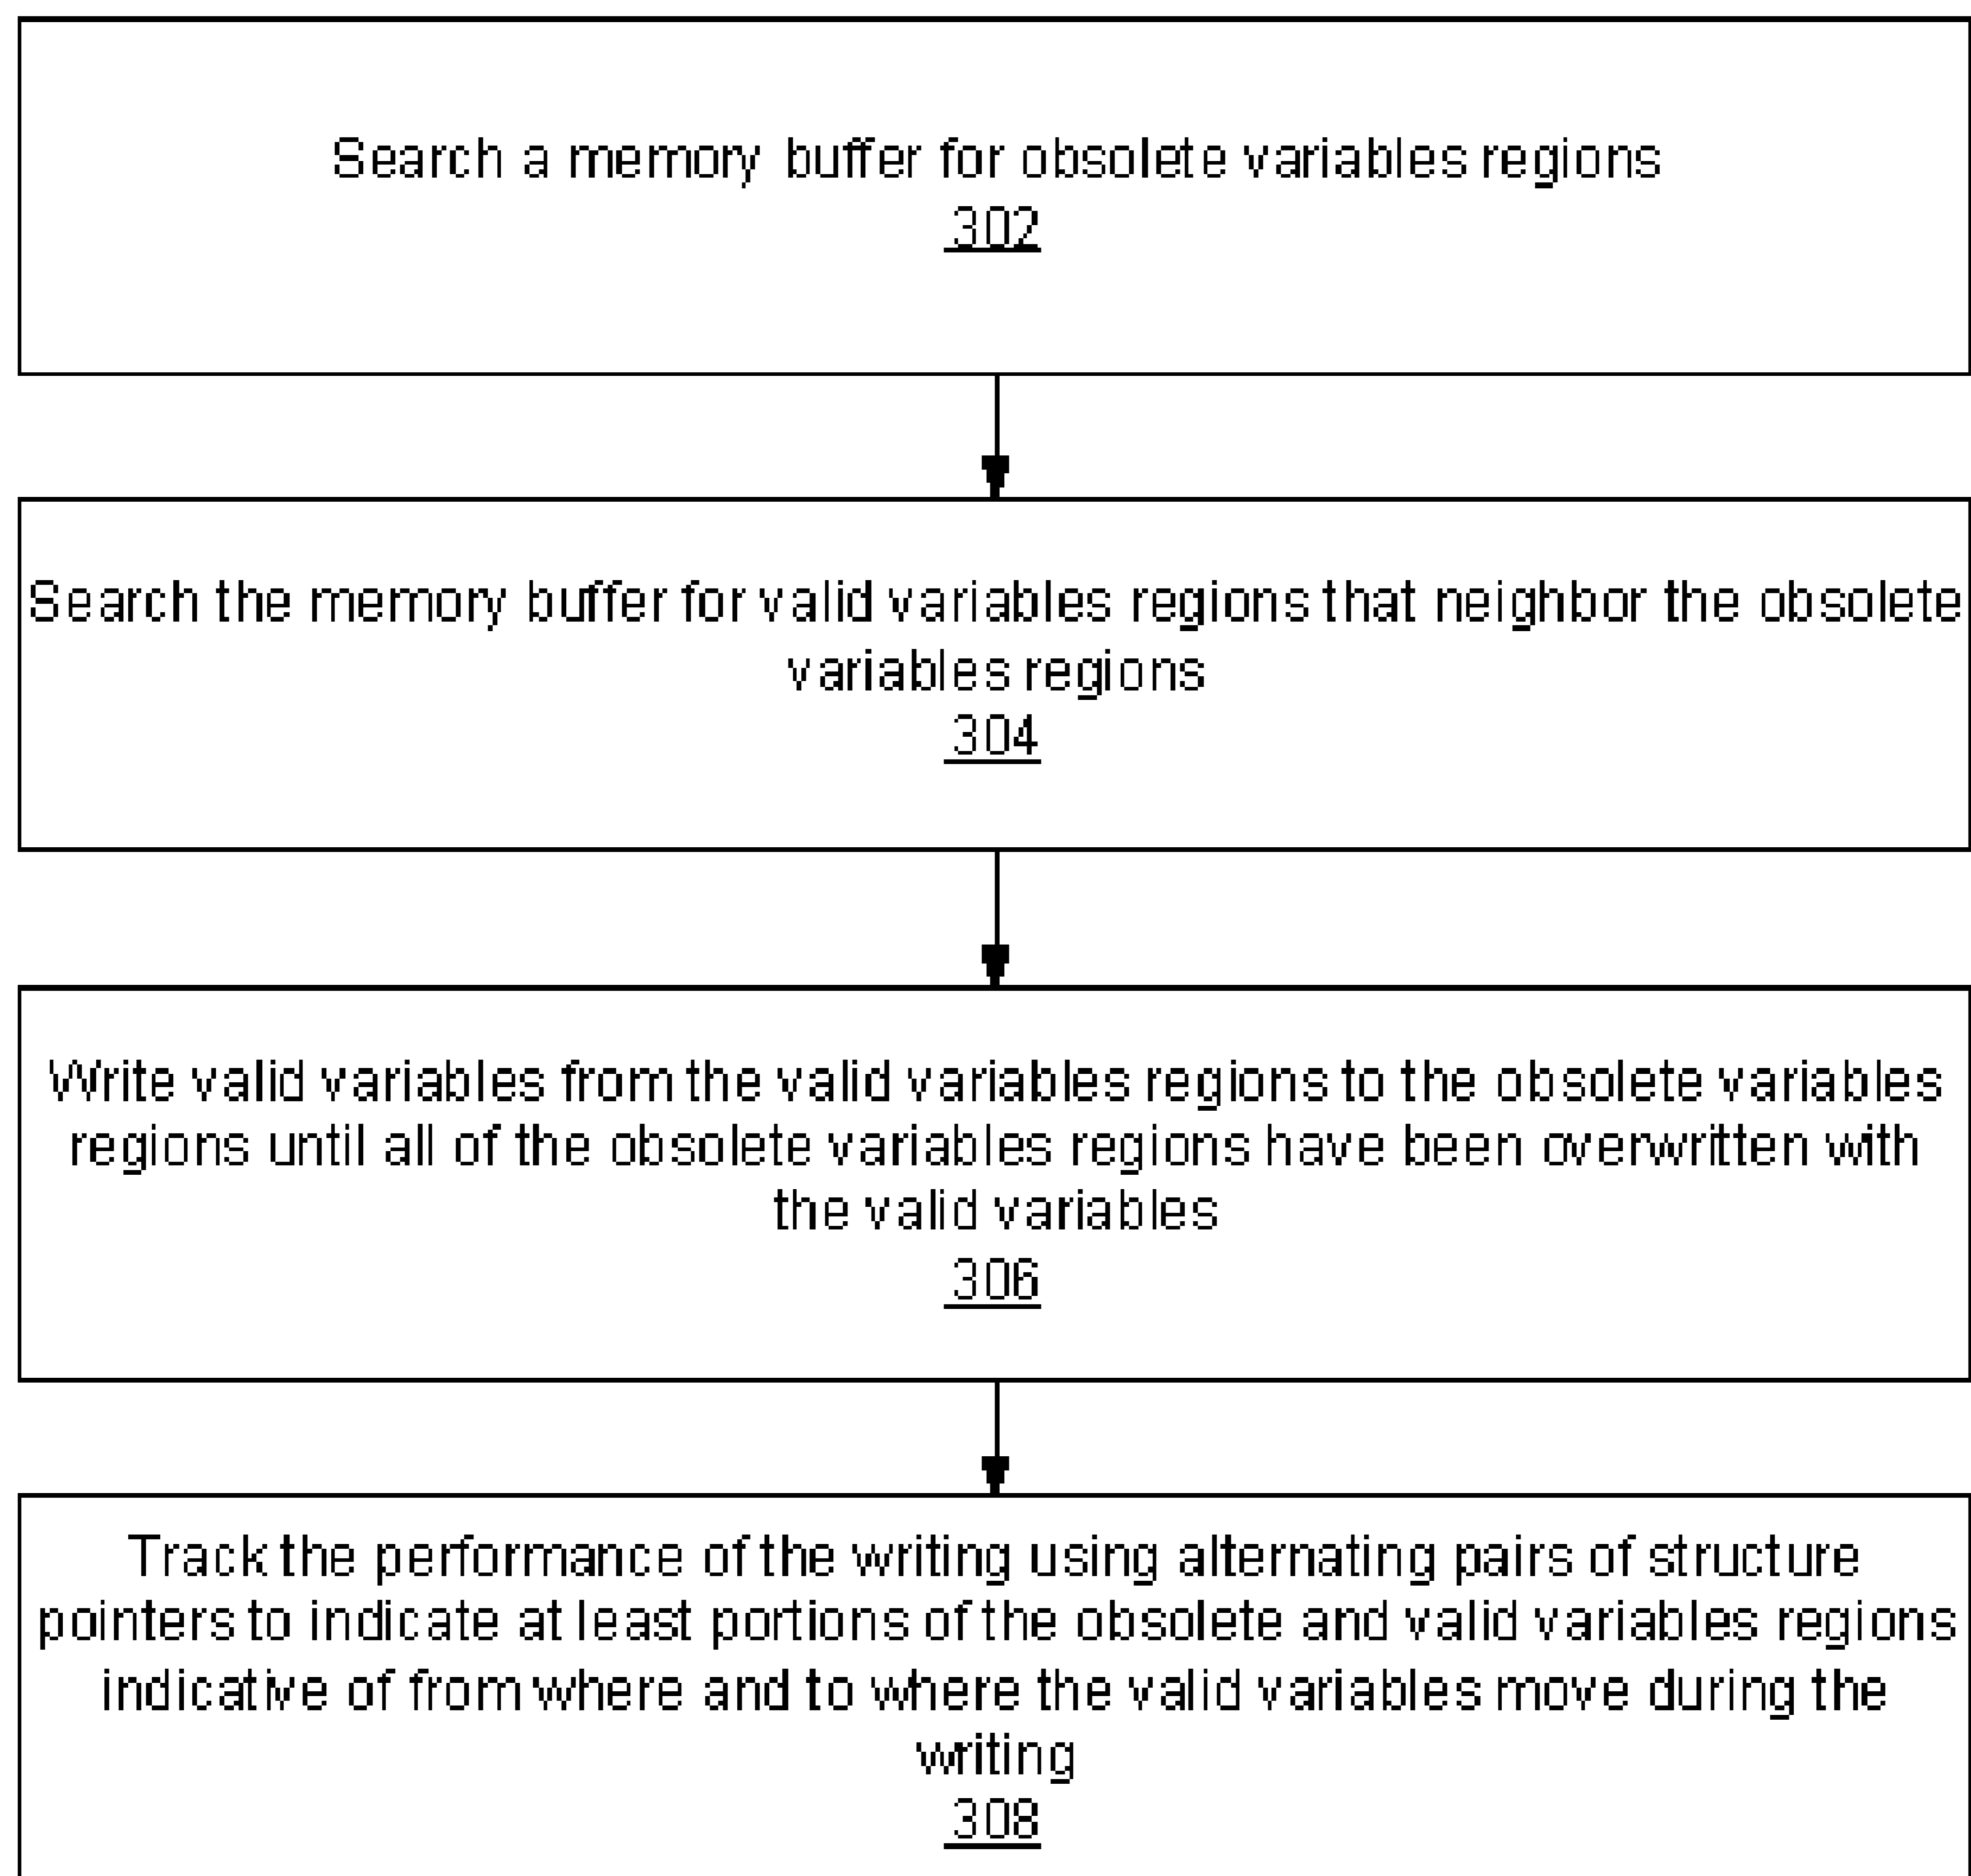 Search a memory buffer for obsolete variables regions
302
Search the memory buffer for valid variables regions that neighbor the obsolete
variables regions
304
Write valid variables from the valid variables regions to the obsolete variables
regions until all of the obsolete variables regions have been overwritten with
the valid variables
306
Track the performance of the writing using alternating pairs of structure
pointers to indicate at least portions of the obsolete and valid variables regions
indicative of from where and to where the valid variables move during the
writing
308